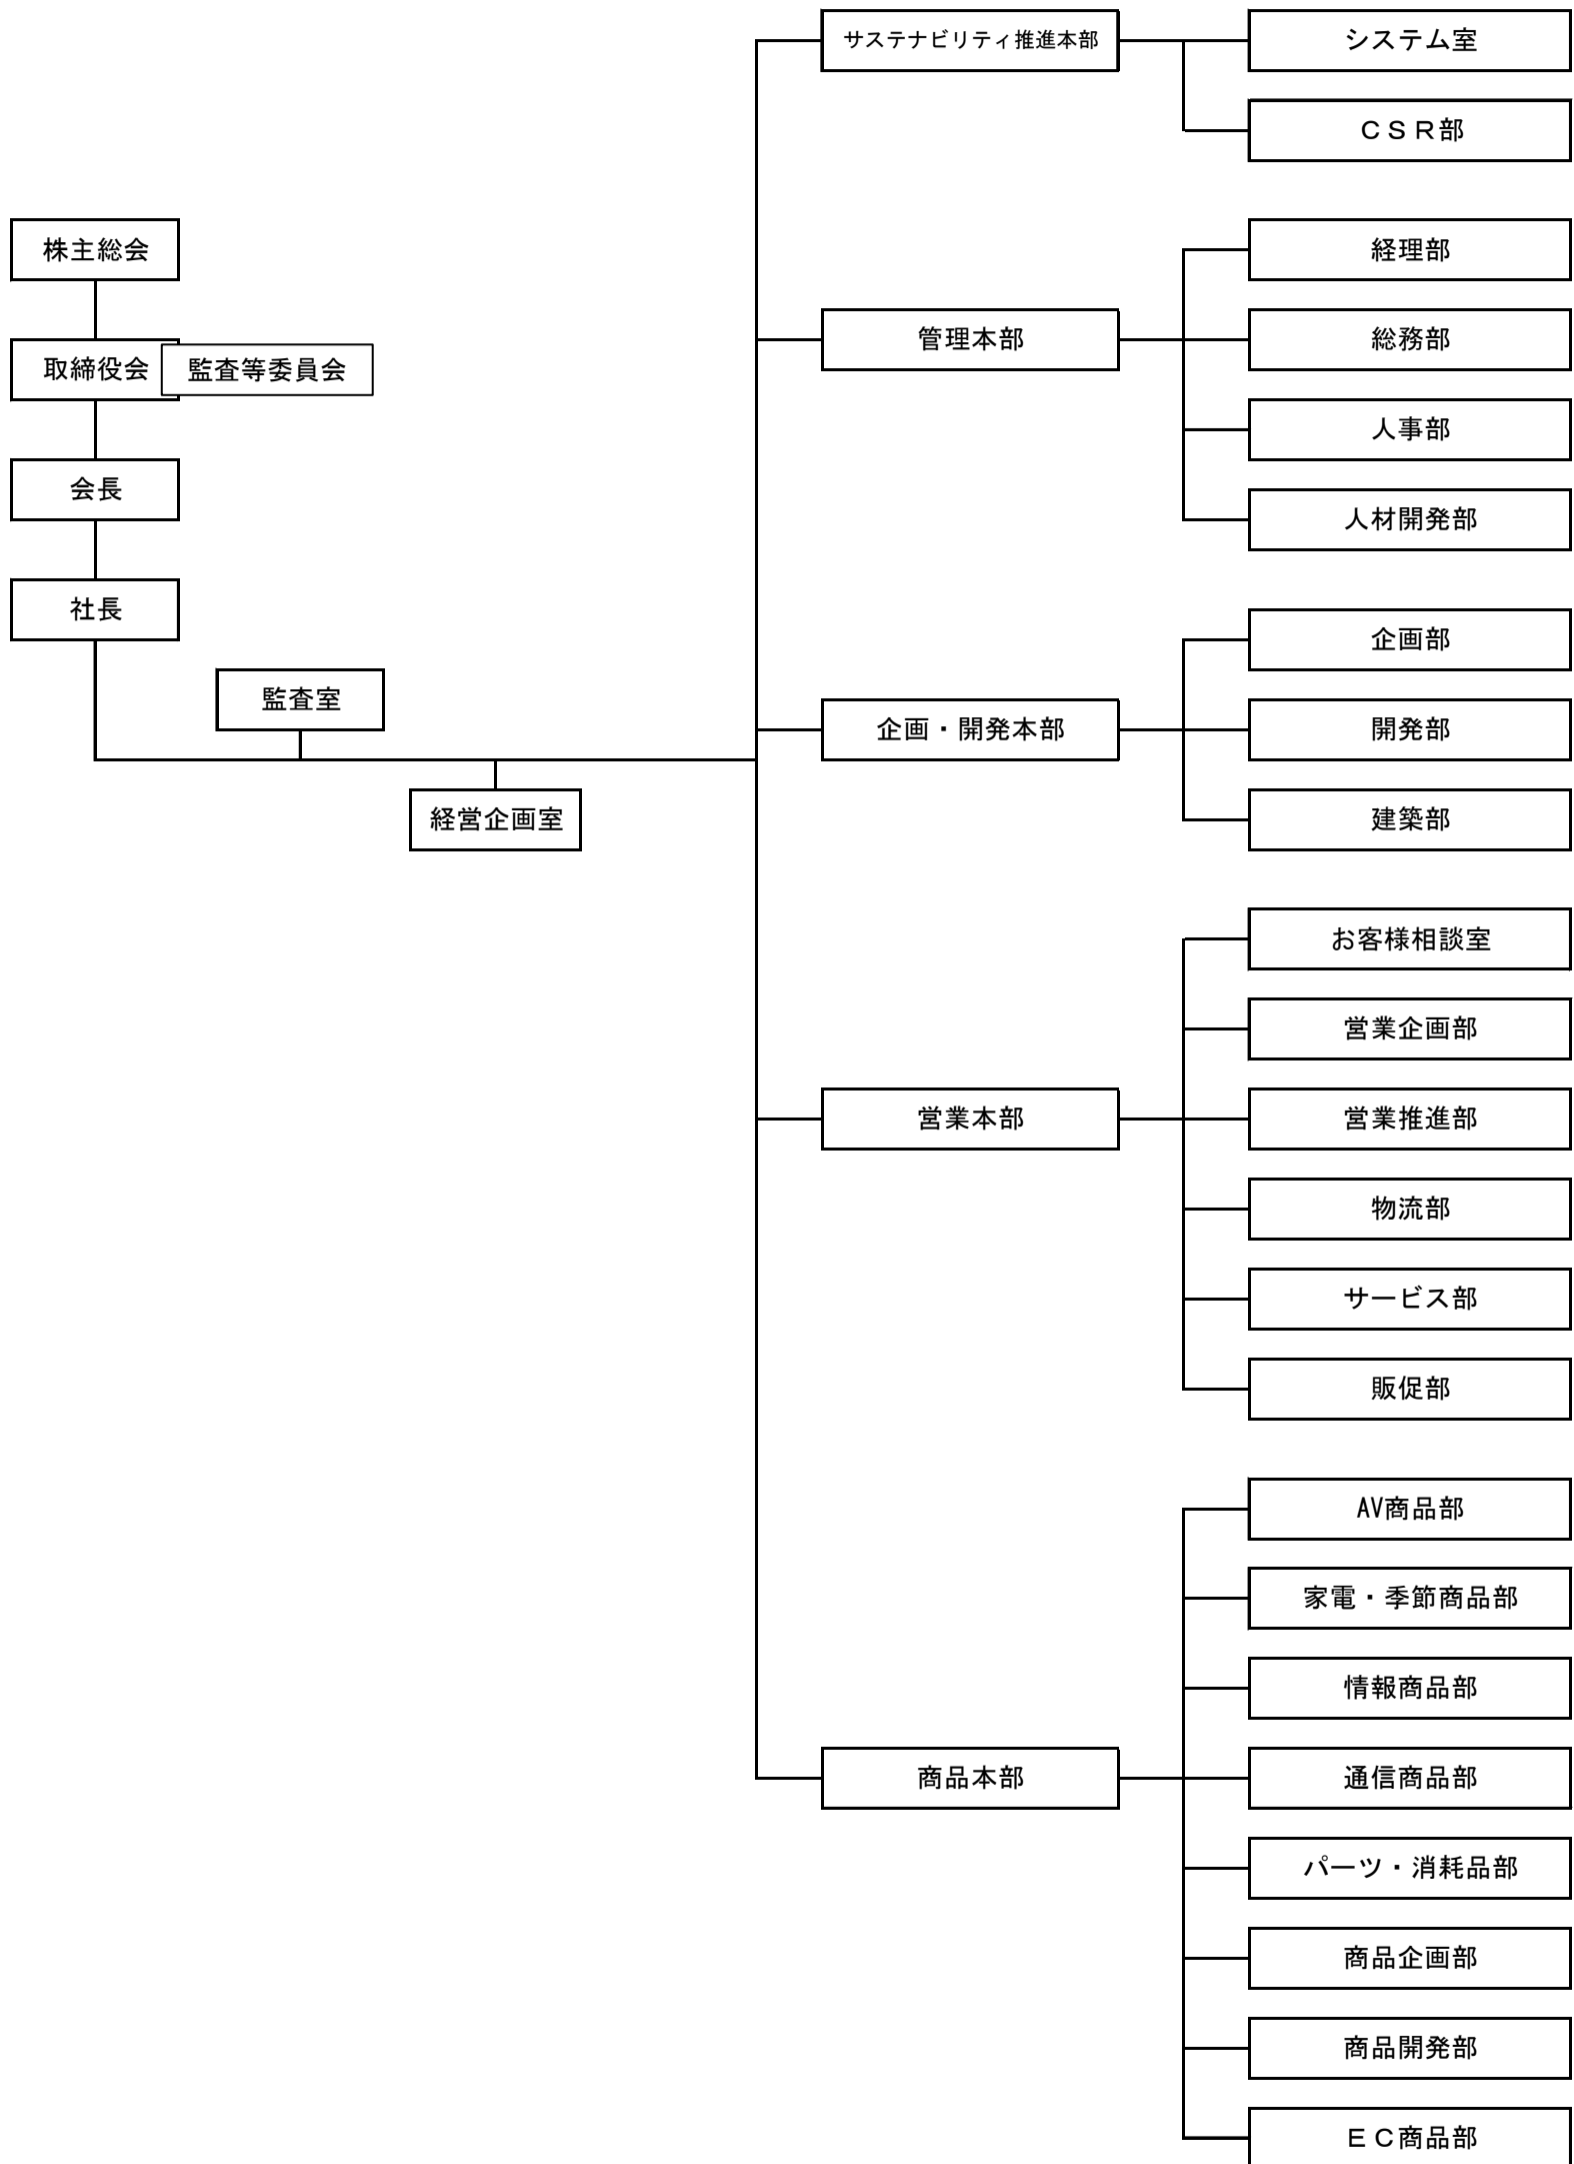 株主総会
取締役会
監査等委員会
会長
社長
監査室
経営企画室
サステナビリティ推進本部
システム室
ＣＳＲ部
管理本部
経理部
総務部
人事部
人材開発部
企画・開発本部
企画部
開発部
建築部
営業本部
お客様相談室
営業企画部
営業推進部
物流部
サービス部
販促部
商品本部
AV商品部
家電・季節商品部
情報商品部
通信商品部
パーツ・消耗品部
商品企画部
商品開発部
ＥＣ商品部